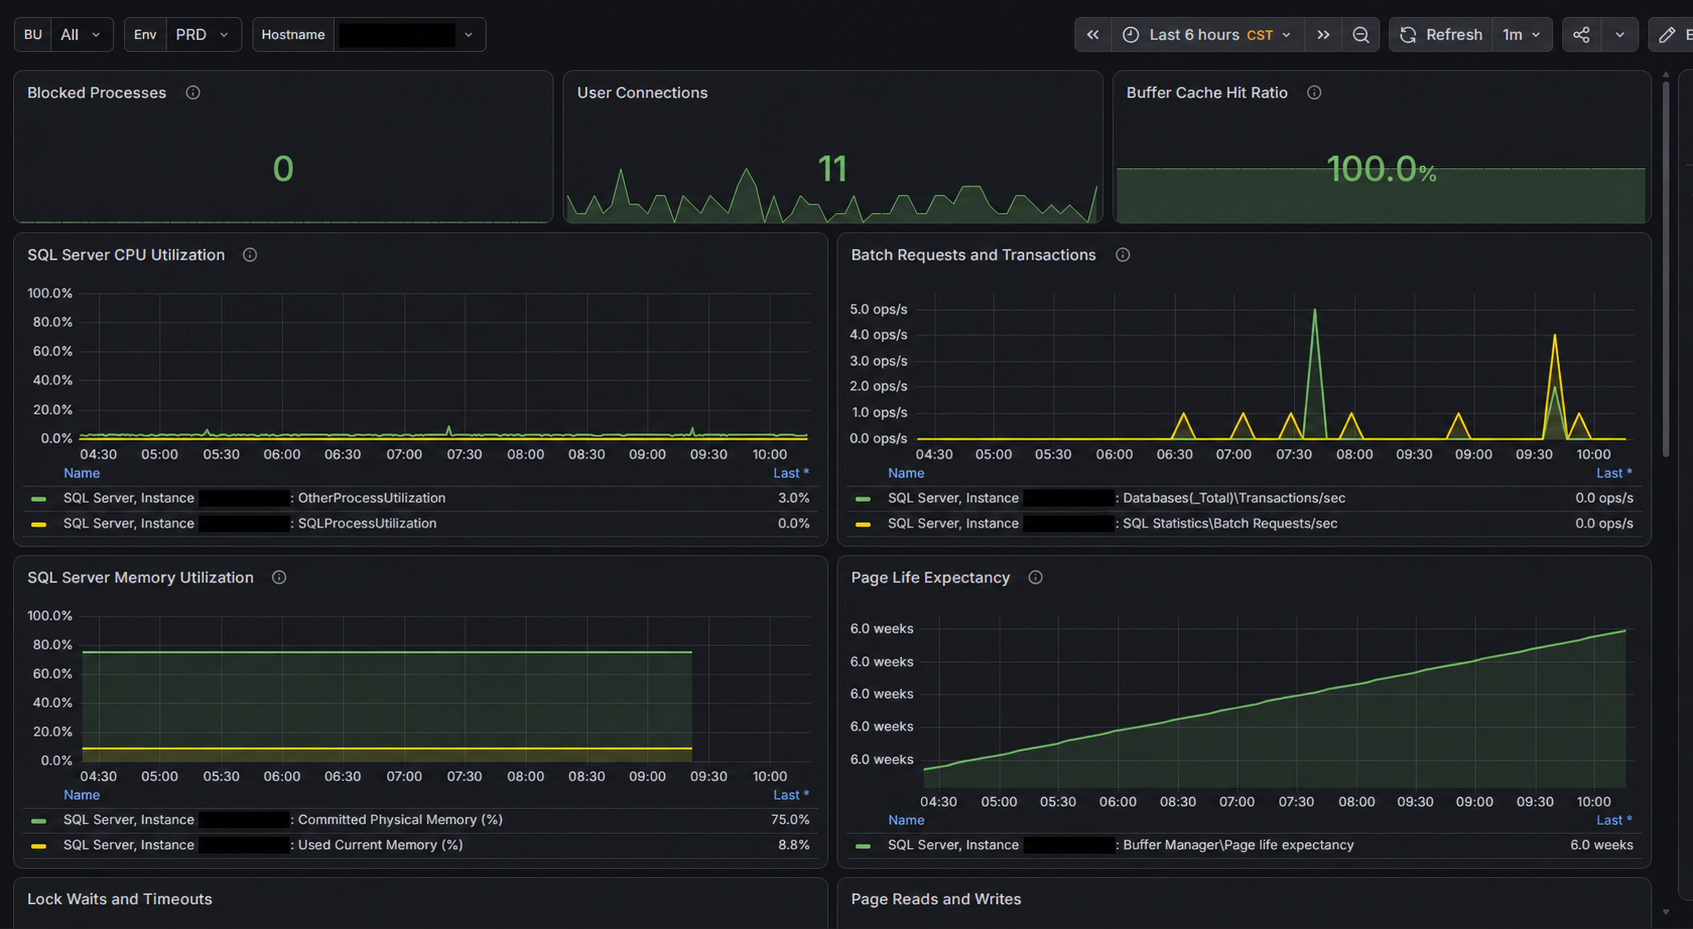 BU All Env PRD Hostname Last 6 hours CST Refresh 1m
Blocked Processes
0
User Connections
11
Buffer Cache Hit Ratio
100.0%
SQL Server CPU Utilization
100.0%
80.0%
60.0%
40.0%
20.0%
0.0%
04:30 05:00 05:30 06:00 06:30 07:00 07:30 08:00 08:30 09:00 09:30 10:00
Name Last *
SQL Server, Instance : OtherProcessUtilization 3.0%
SQL Server, Instance : SQLProcessUtilization 0.0%
Batch Requests and Transactions
5.0 ops/s
4.0 ops/s
3.0 ops/s
2.0 ops/s
1.0 ops/s
0.0 ops/s
04:30 05:00 05:30 06:00 06:30 07:00 07:30 08:00 08:30 09:00 09:30 10:00
Name Last *
SQL Server, Instance : Databases(_Total)\Transactions/sec 0.0 ops/s
SQL Server, Instance : SQL Statistics\Batch Requests/sec 0.0 ops/s
SQL Server Memory Utilization
100.0%
80.0%
60.0%
40.0%
20.0%
0.0%
04:30 05:00 05:30 06:00 06:30 07:00 07:30 08:00 08:30 09:00 09:30 10:00
Name Last *
SQL Server, Instance : Committed Physical Memory (%) 75.0%
SQL Server, Instance : Used Current Memory (%) 8.8%
Page Life Expectancy
6.0 weeks
6.0 weeks
6.0 weeks
6.0 weeks
6.0 weeks
04:30 05:00 05:30 06:00 08:30 07:00 07:30 08:00 09:30 09:00 09:30 10:00
Name Last *
SQL Server, Instance : Buffer Manager\Page life expectancy 6.0 weeks
Lock Waits and Timeouts
Page Reads and Writes